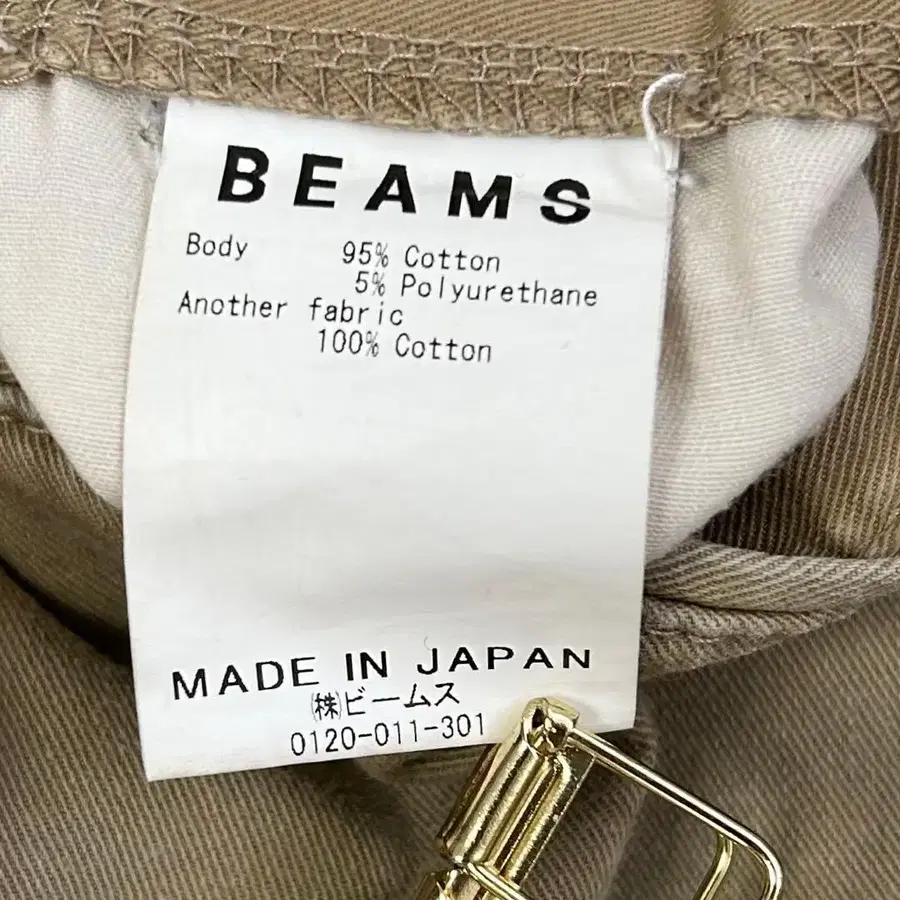 BEAMS
Body 95% Cotton
5% Polyurethane
Another fabric
100% Cotton
MADE IN JAPAN
㈱ビームス
0120-011-301